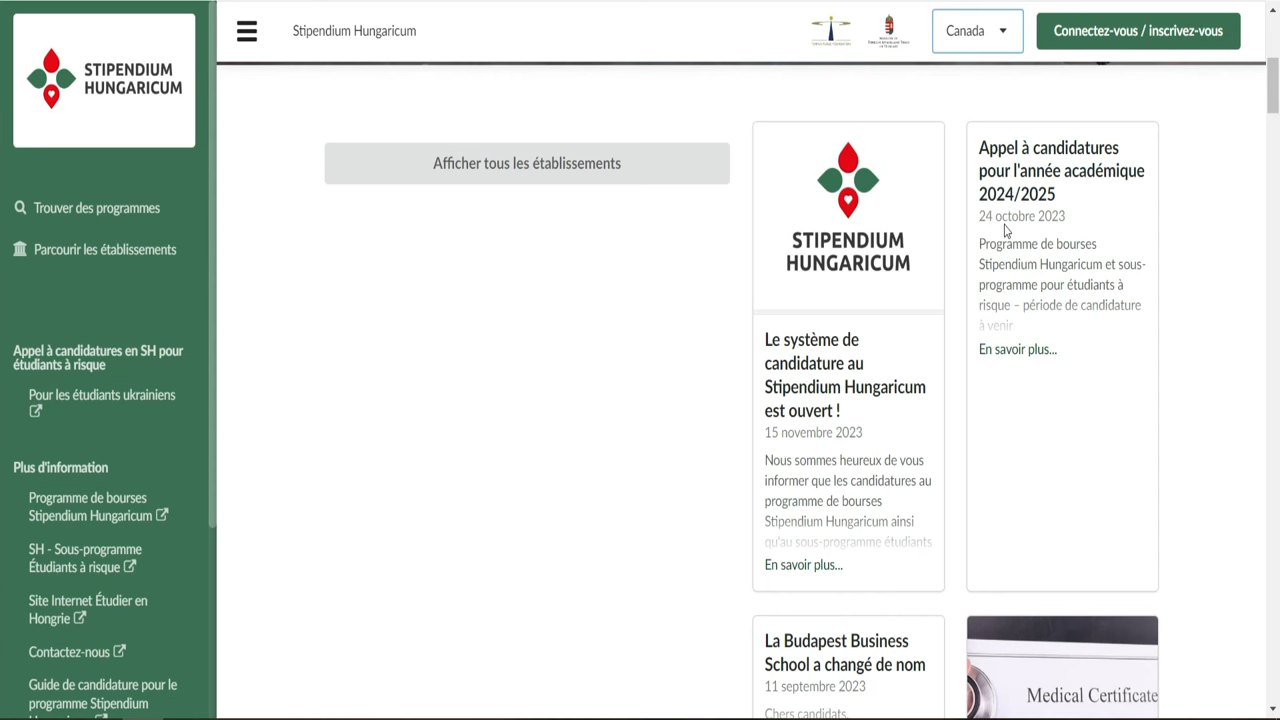 STIPENDIUM
HUNGARICUM
Trouver des programmes
Parcourir les établissements
Appel à candidatures en SH pour
étudiants à risque
Pour les étudiants ukrainiens
Plus d'information
Programme de bourses
Stipendium Hungaricum
SH - Sous-programme
Étudiants à risque
Site Internet Étudier en
Hongrie
Contactez-nous
Guide de candidature pour le
programme Stipendium
Stipendium Hungaricum
Canada
Connectez-vous / inscrivez-vous
Afficher tous les établissements
STIPENDIUM
HUNGARICUM
Le système de
candidature au
Stipendium Hungaricum
est ouvert !
15 novembre 2023
Nous sommes heureux de vous
informer que les candidatures au
programme de bourses
Stipendium Hungaricum ainsi
qu'au sous-programme étudiants
En savoir plus...
Appel à candidatures
pour l'année académique
2024/2025
24 octobre 2023
Programme de bourses
Stipendium Hungaricum et sous-
programme pour étudiants à
risque – période de candidature
à venir
En savoir plus...
La Budapest Business
School a changé de nom
11 septembre 2023
Chers candidats,
Medical Certificate